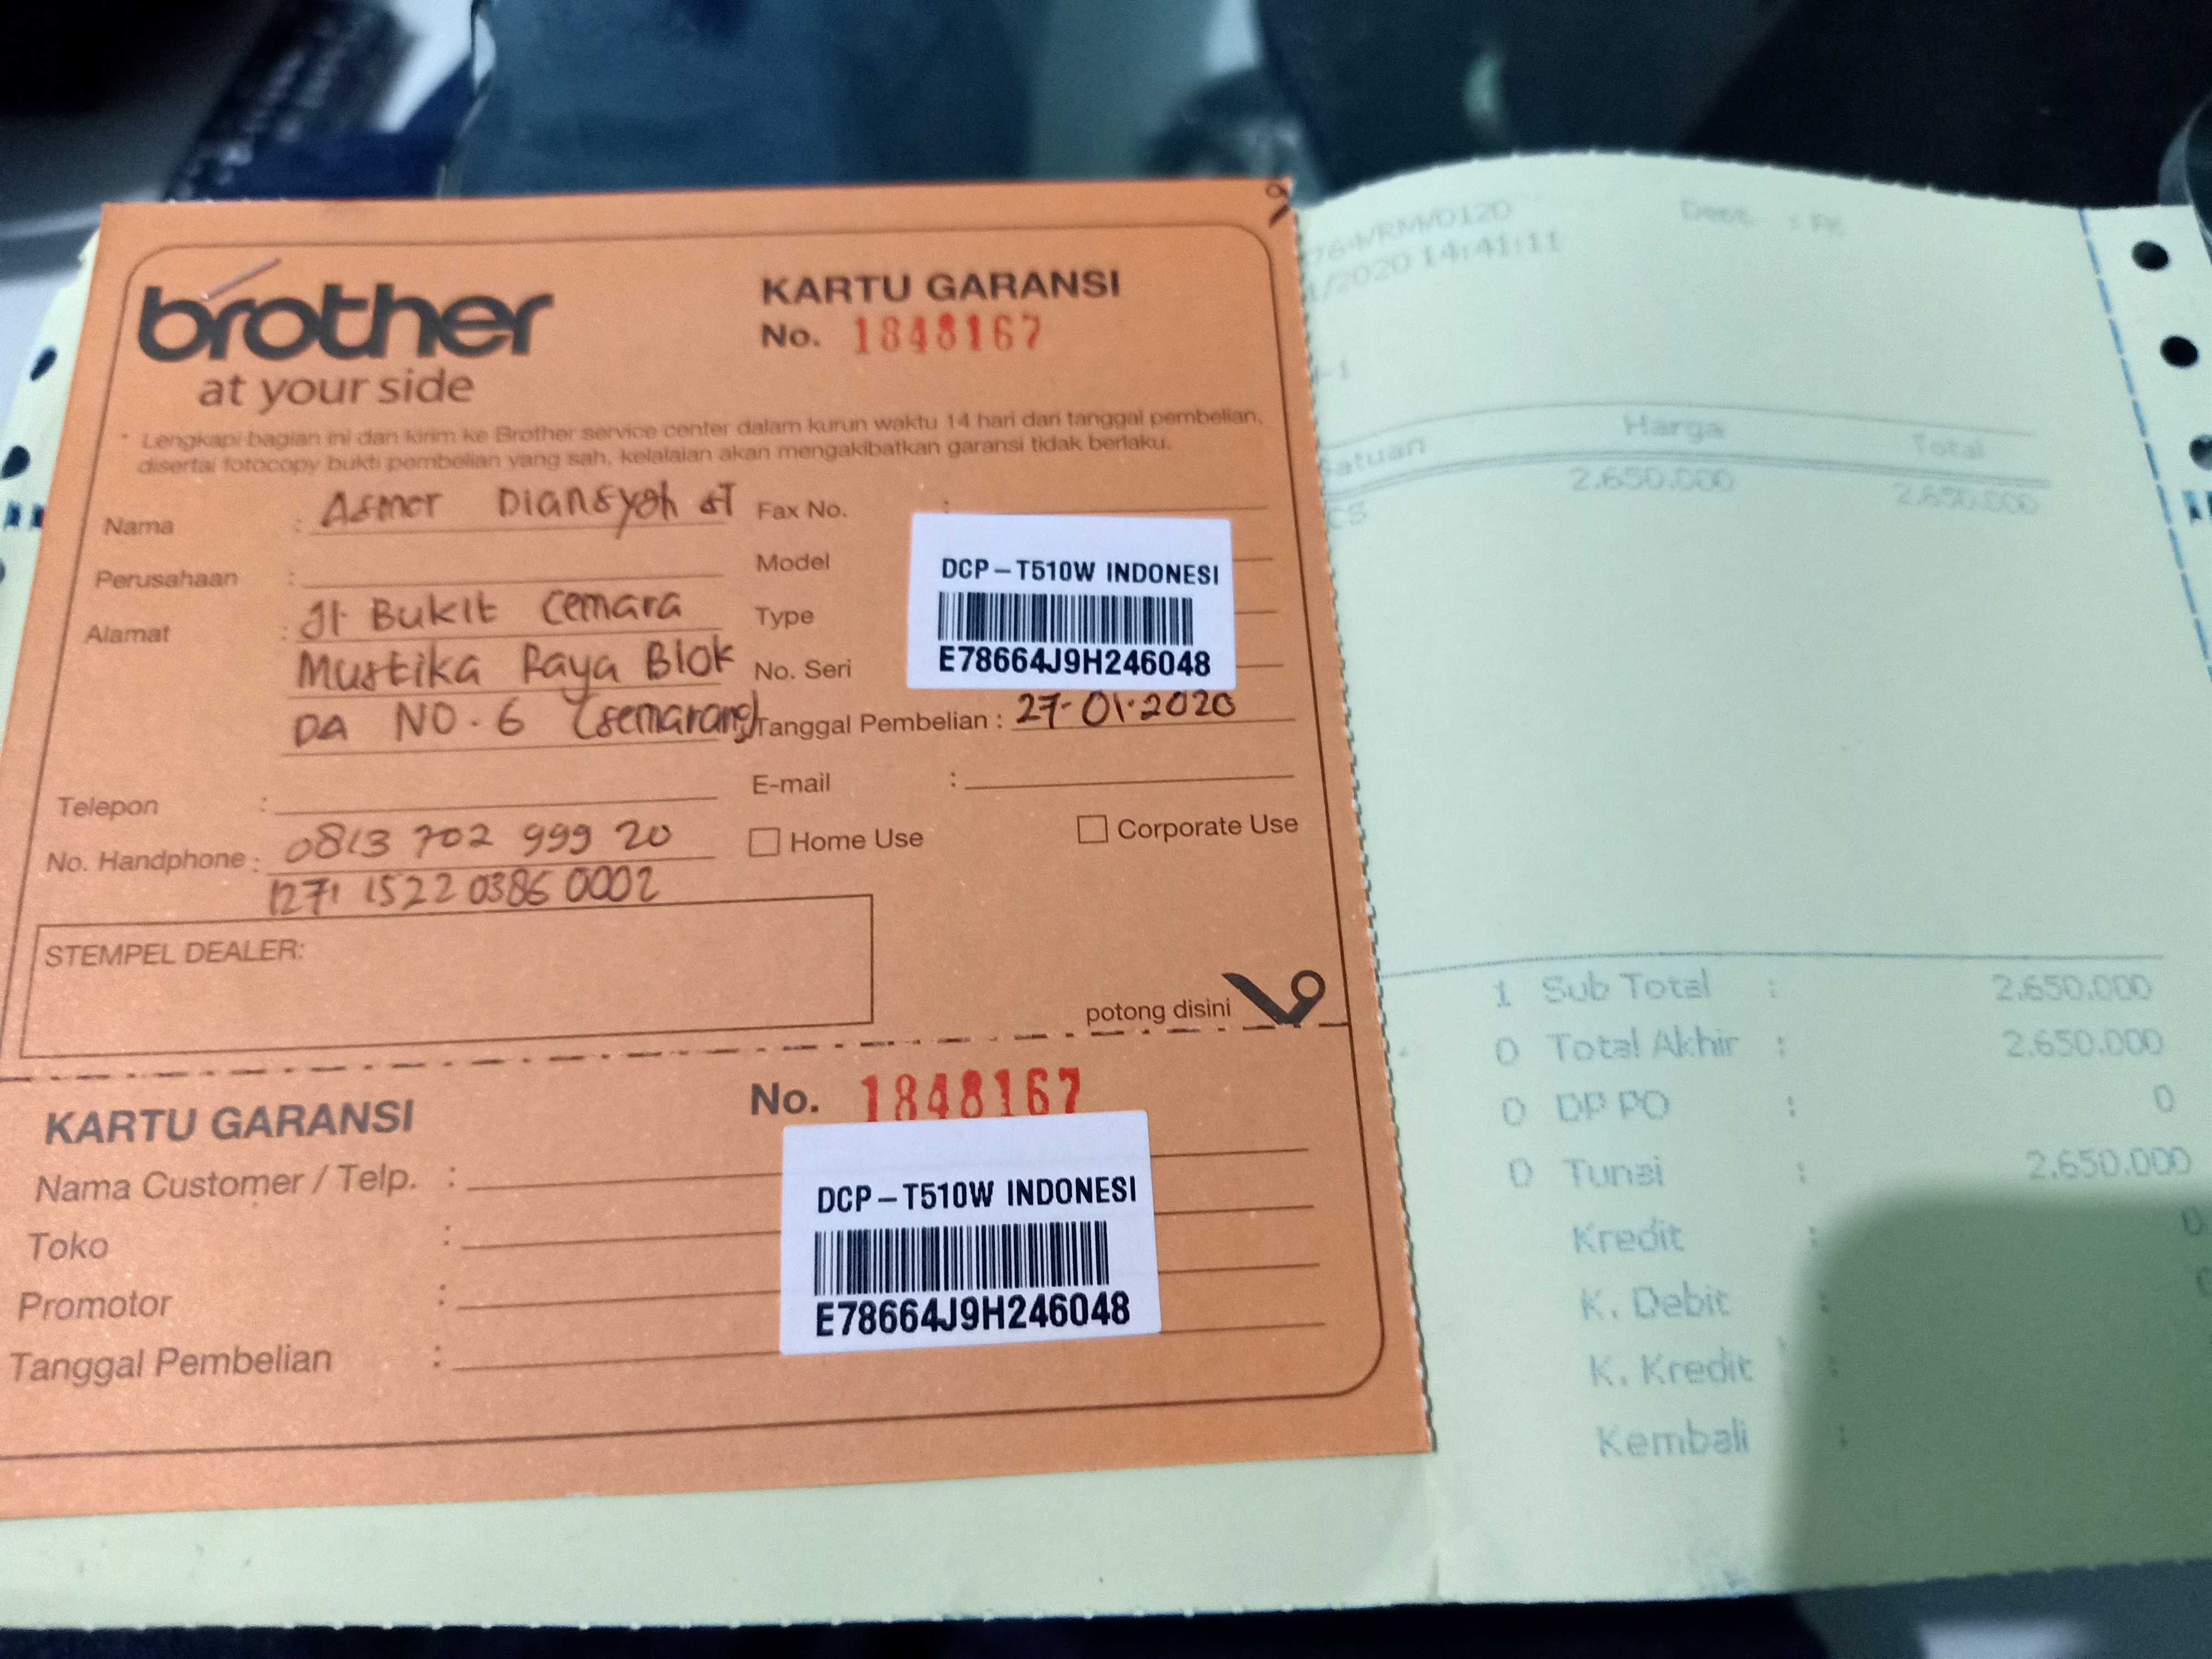 brother
at your side
KARTU GARANSI
No. 1848167
* Lengkapi bagian ini dan kirim ke Brother service center dalam kurun waktu 14 hari dari tanggal pembelian,
disertai fotocopy bukti pembelian yang sah, kelalaian akan mengakibatkan garansi tidak berlaku.
Nama : Asmer Diansyah ST
Perusahaan :
Alamat : Jl. Bukit Cemara
Mustika Raya Blok
DA NO. 6 (Semarang)
Telepon :
No. Handphone : 0813 702 999 20
1271 1522 0386 0002
Fax No. :
Model
Type
No. Seri
DCP-T510W INDONESI
E78664J9H246048
Tanggal Pembelian : 27-01-2020
E-mail :
Home Use
Corporate Use
STEMPEL DEALER:
potong disini
KARTU GARANSI
No. 1848167
Nama Customer / Telp. :
Toko :
Promotor :
Tanggal Pembelian :
DCP-T510W INDONESI
E78664J9H246048
/2020 14:41:11
Harga Total
2.650.000 2.650.000
1 Sub Total : 2.650.000
0 Total Akhir : 2.650.000
0 DP PO : 0
0 Tunai : 2.650.000
Kredit : 0
K. Debit :
K. Kredit :
Kembali :